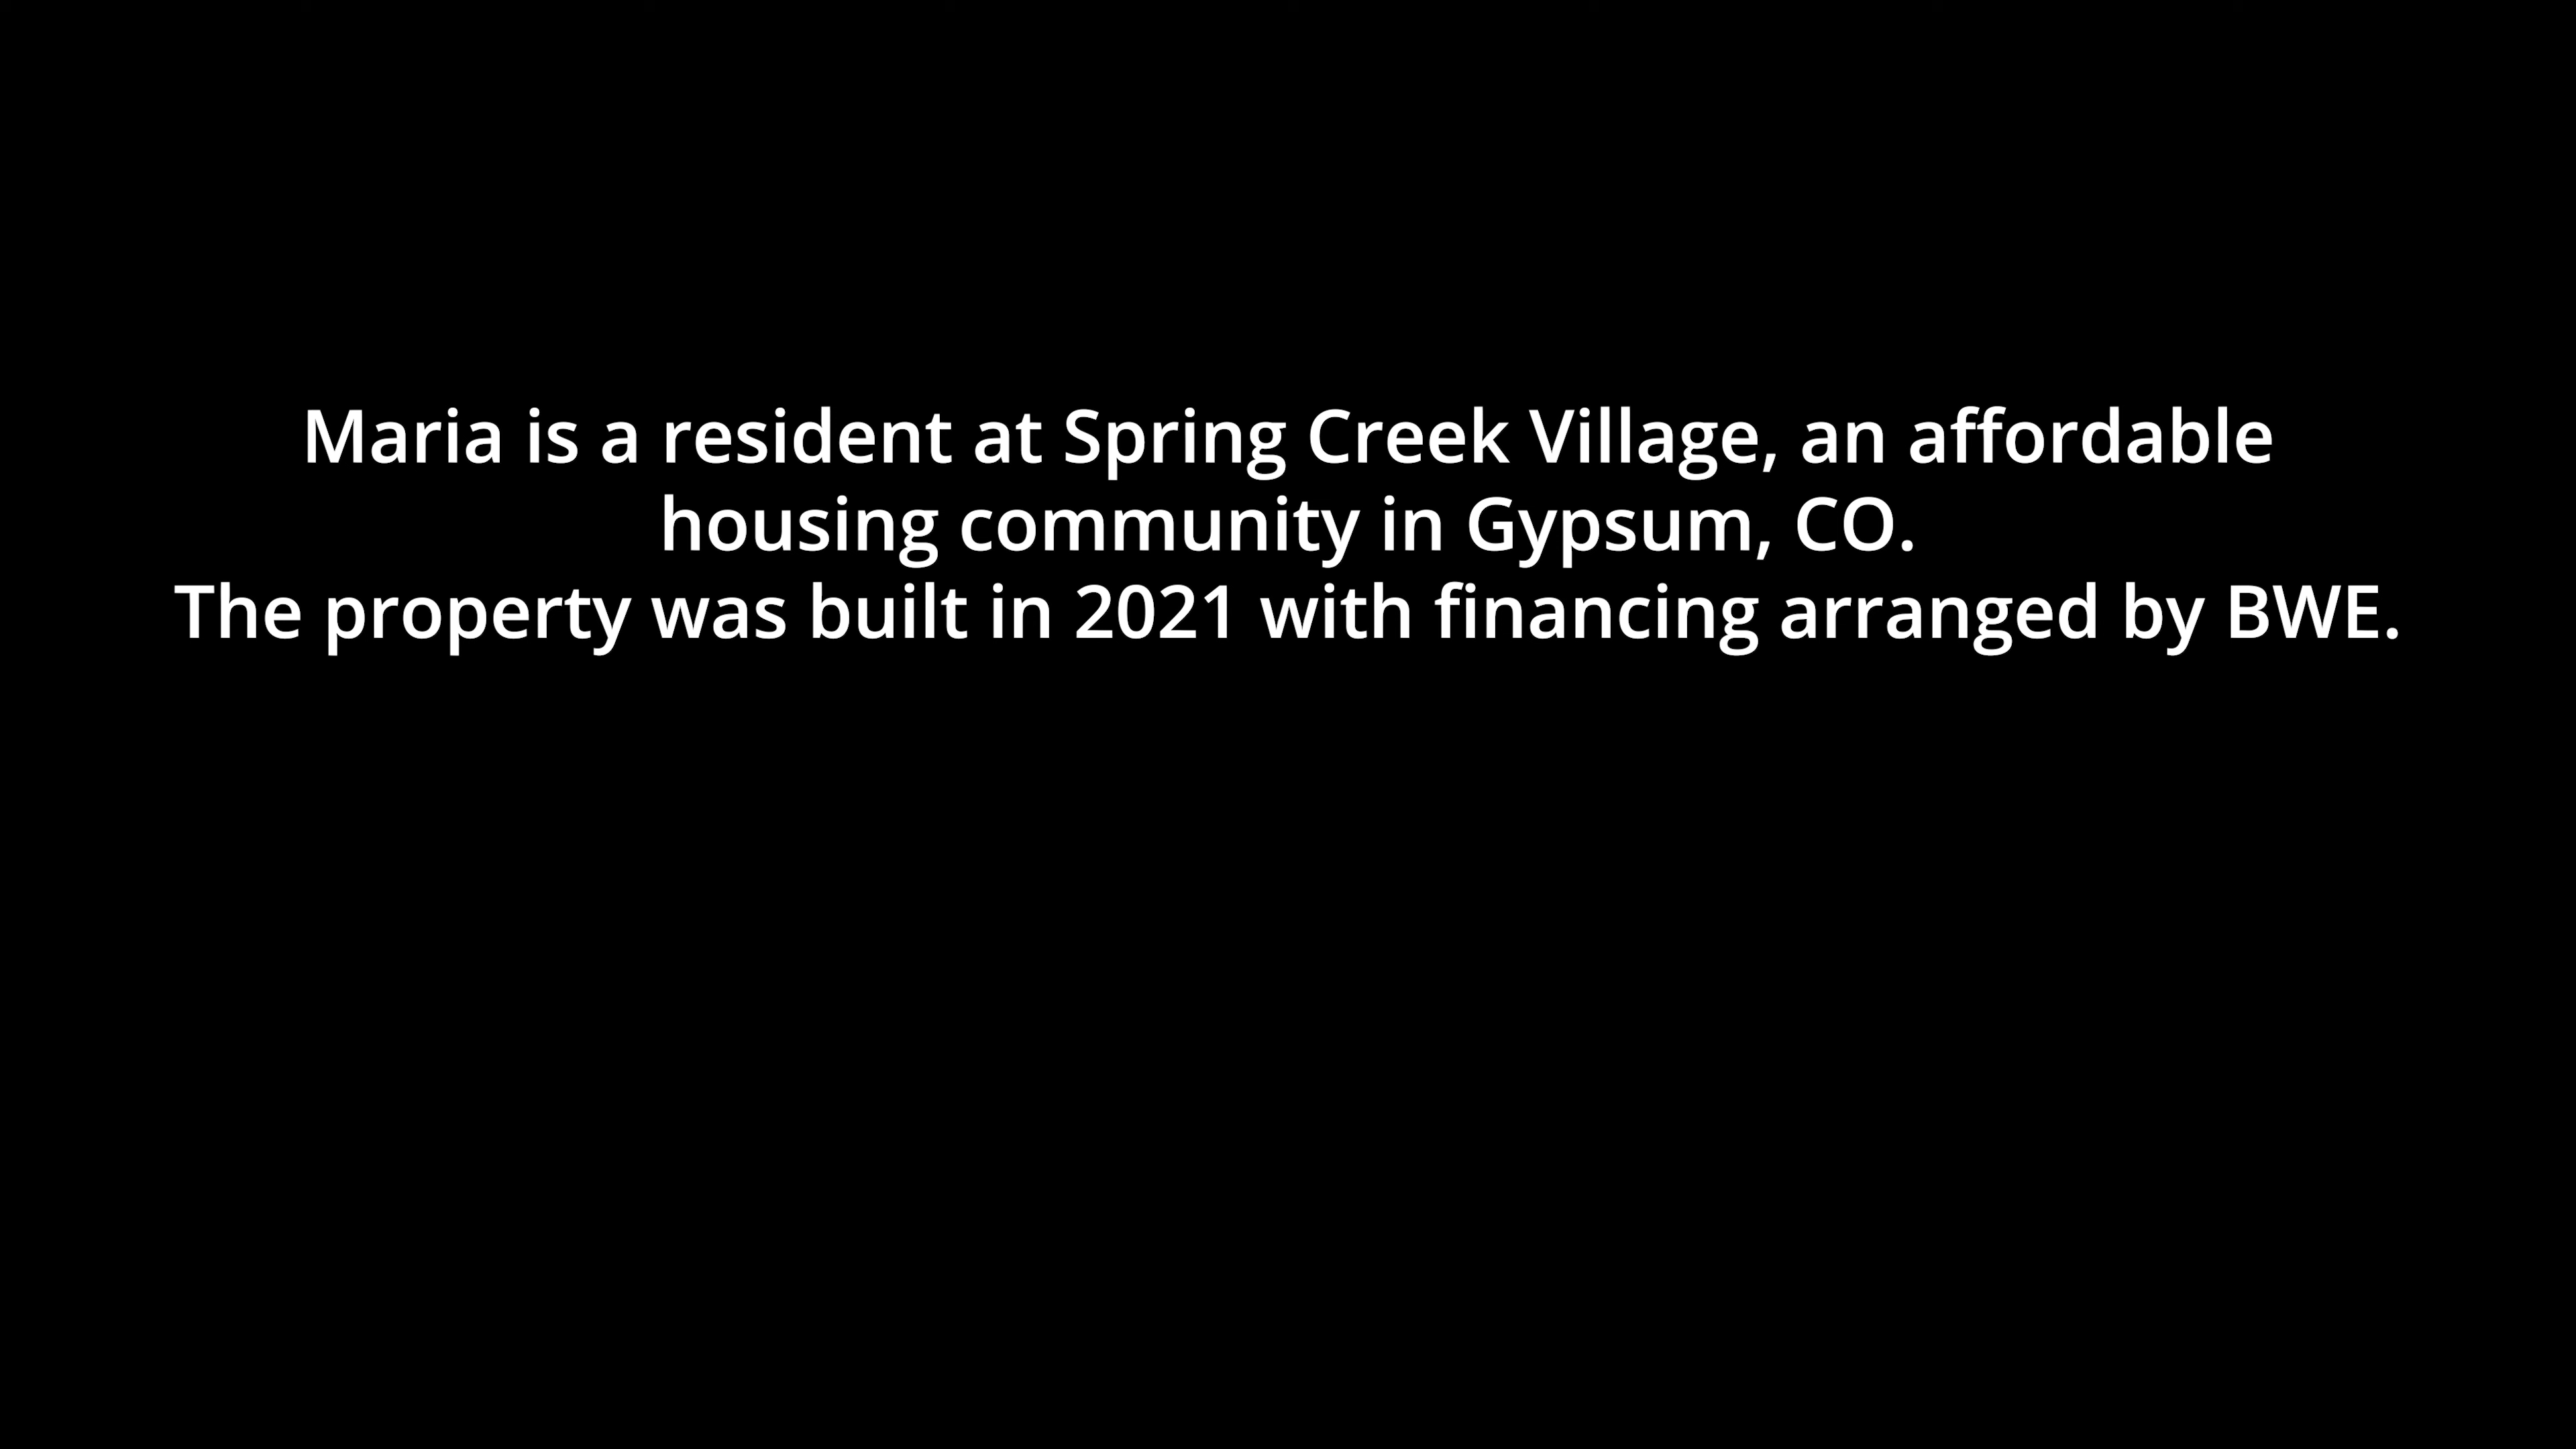 Maria is a resident at Spring Creek Village, an affordable
housing community in Gypsum, CO.
The property was built in 2021 with financing arranged by BWE.